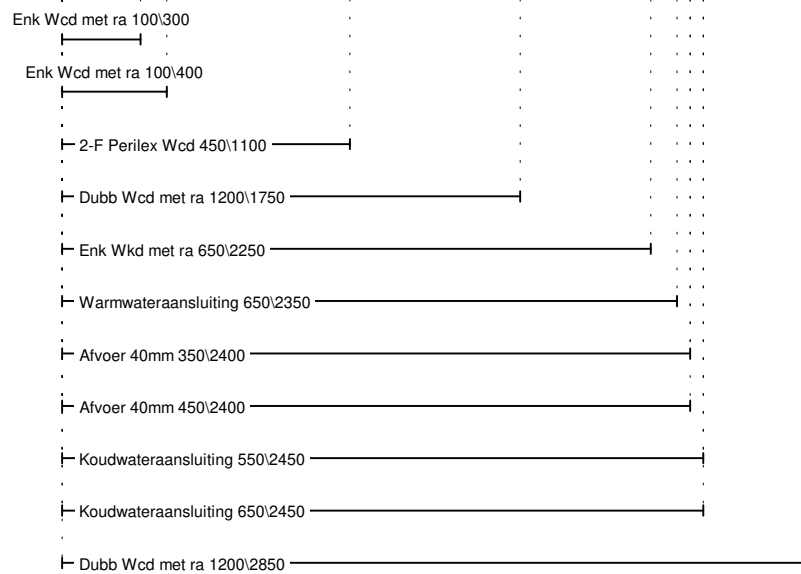 Enk Wcd met ra 100\300
Enk Wcd met ra 100\400
2-F Perilex Wcd 450\1100
Dubb Wcd met ra 1200\1750
Enk Wkd met ra 650\2250
Warmwateraansluiting 650\2350
Afvoer 40mm 350\2400
Afvoer 40mm 450\2400
Koudwateraansluiting 550\2450
Koudwateraansluiting 650\2450
Dubb Wcd met ra 1200\2850